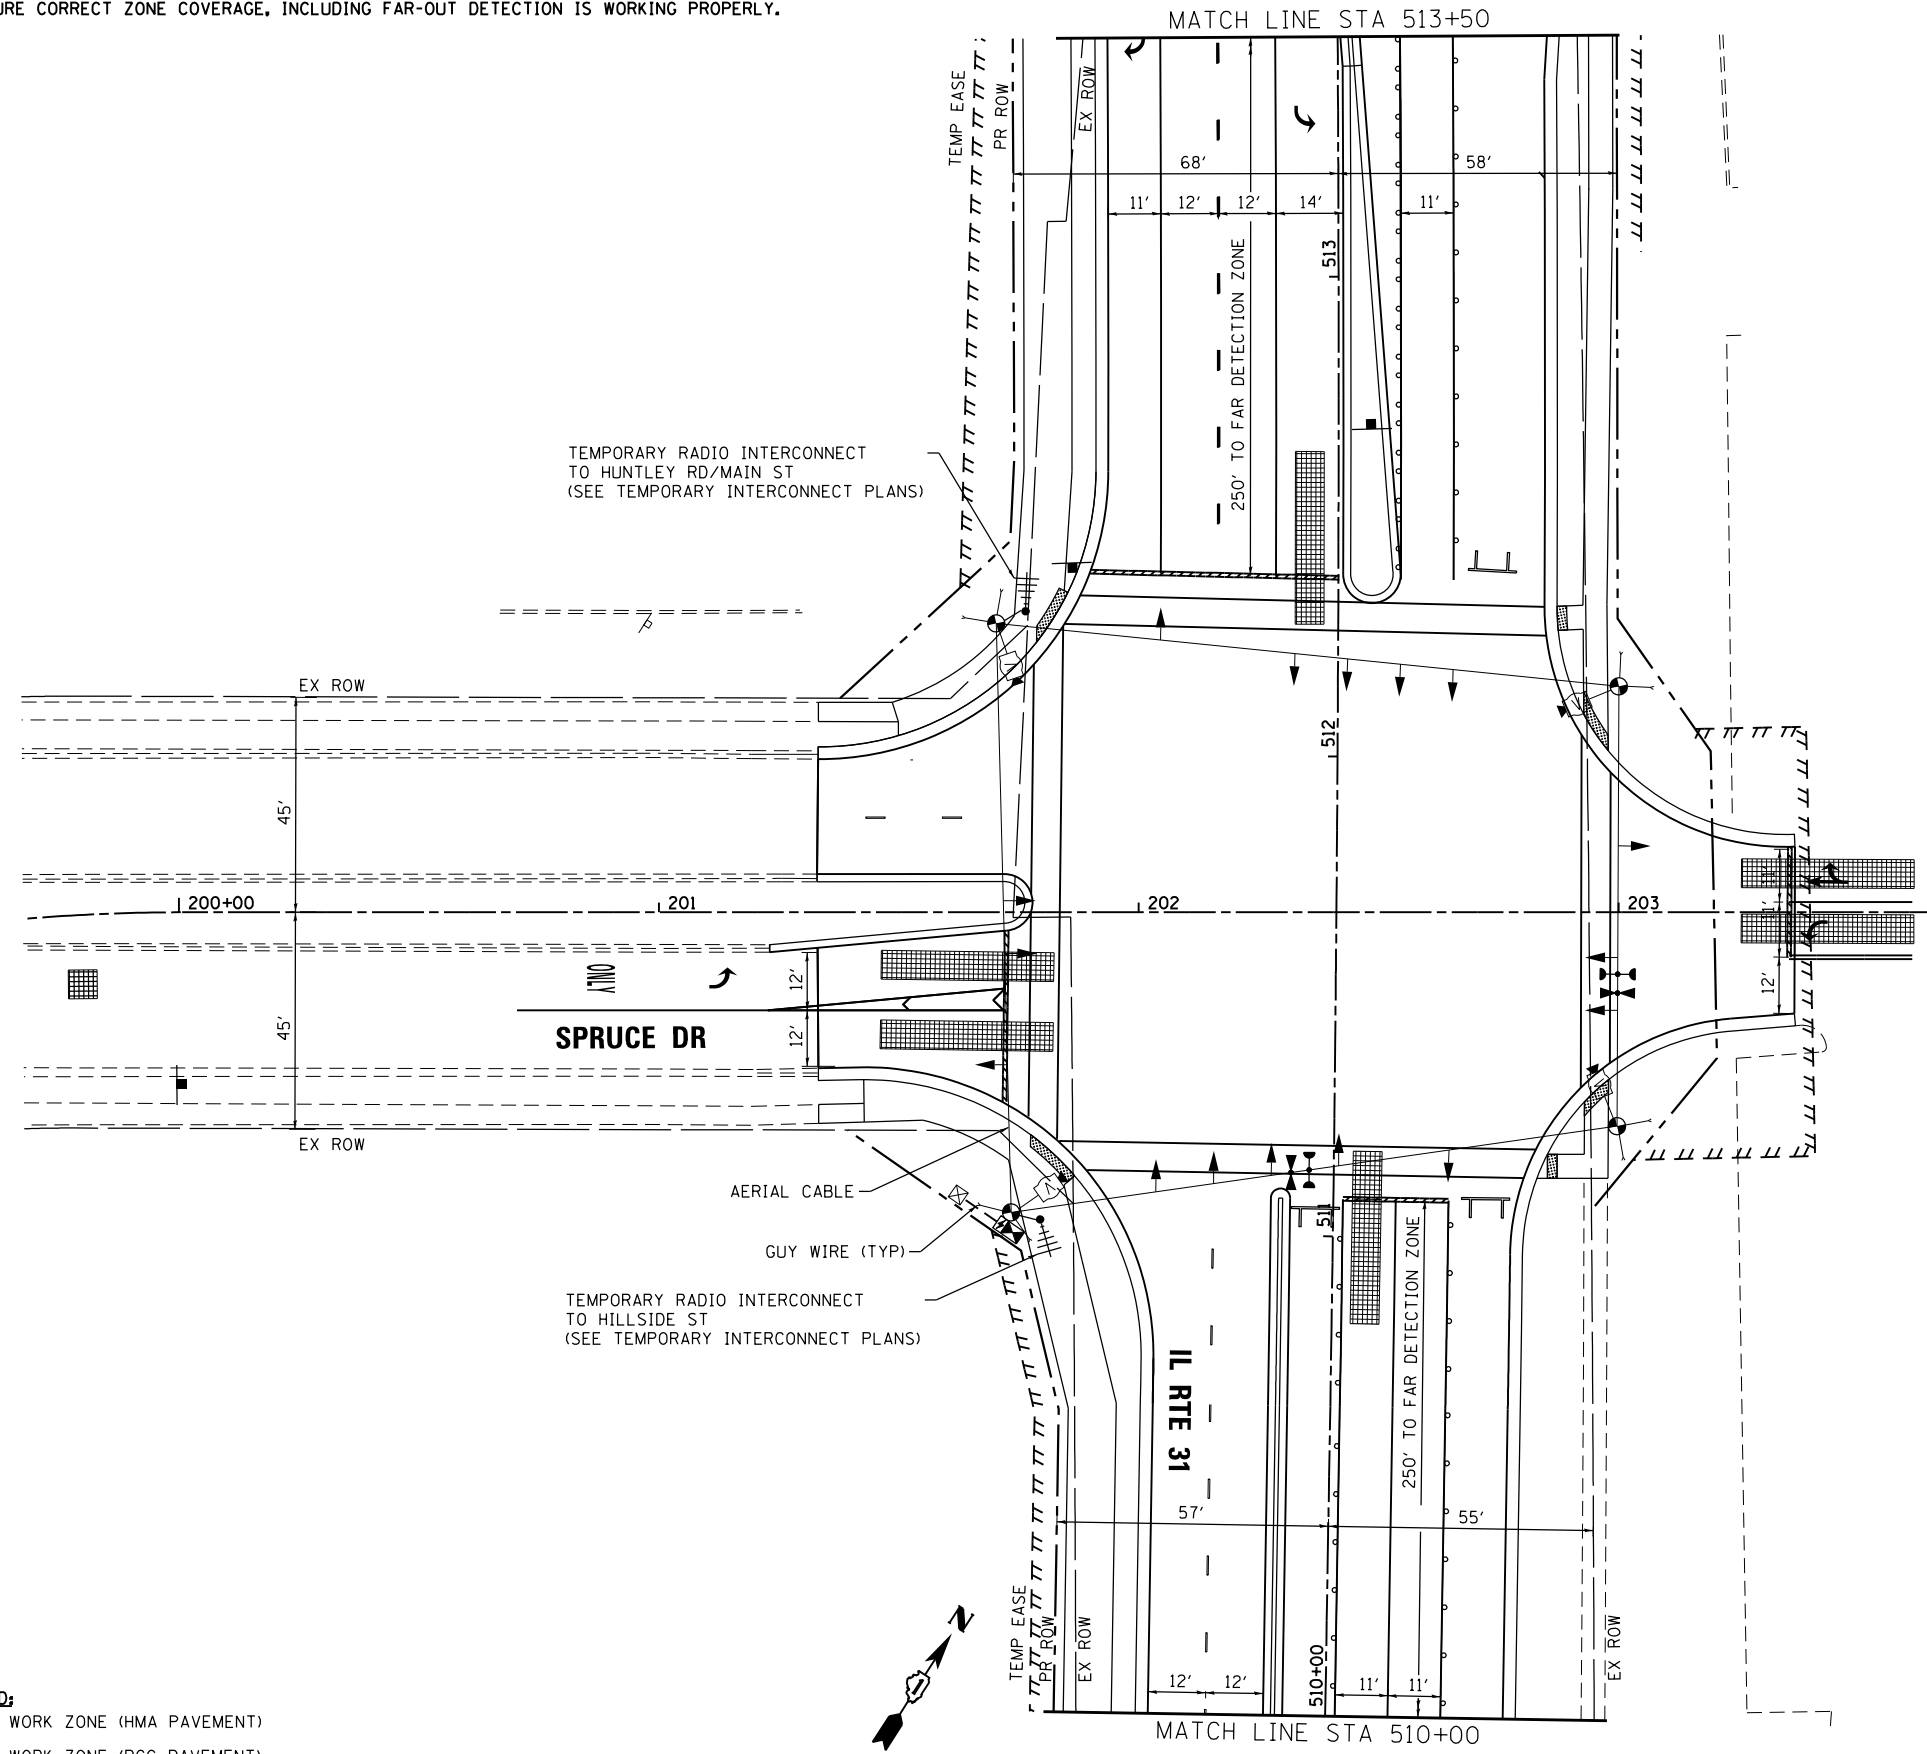 URE CORRECT ZONE COVERAGE, INCLUDING FAR-OUT DETECTION IS WORKING PROPERLY.
MATCH LINE STA 513+50
TEMP EASE
PR ROW
EX ROW
68'
58'
11'
12'
12'
14'
11'
513
250' TO FAR DETECTION ZONE
TEMPORARY RADIO INTERCONNECT
TO HUNTLEY RD/MAIN ST
(SEE TEMPORARY INTERCONNECT PLANS)
EX ROW
512
45'
200+00
201
202
203
11'
11'
12'
ONLY
12'
12'
45'
SPRUCE DR
EX ROW
AERIAL CABLE
511
GUY WIRE (TYP)
TEMPORARY RADIO INTERCONNECT
TO HILLSIDE ST
(SEE TEMPORARY INTERCONNECT PLANS)
250' TO FAR DETECTION ZONE
IL RTE 31
57'
55'
TEMP EASE
PR ROW
EX ROW
EX ROW
N
510+00
12'
12'
11'
11'
MATCH LINE STA 510+00
D:
WORK ZONE (HMA PAVEMENT)
WORK ZONE (PCC PAVEMENT)